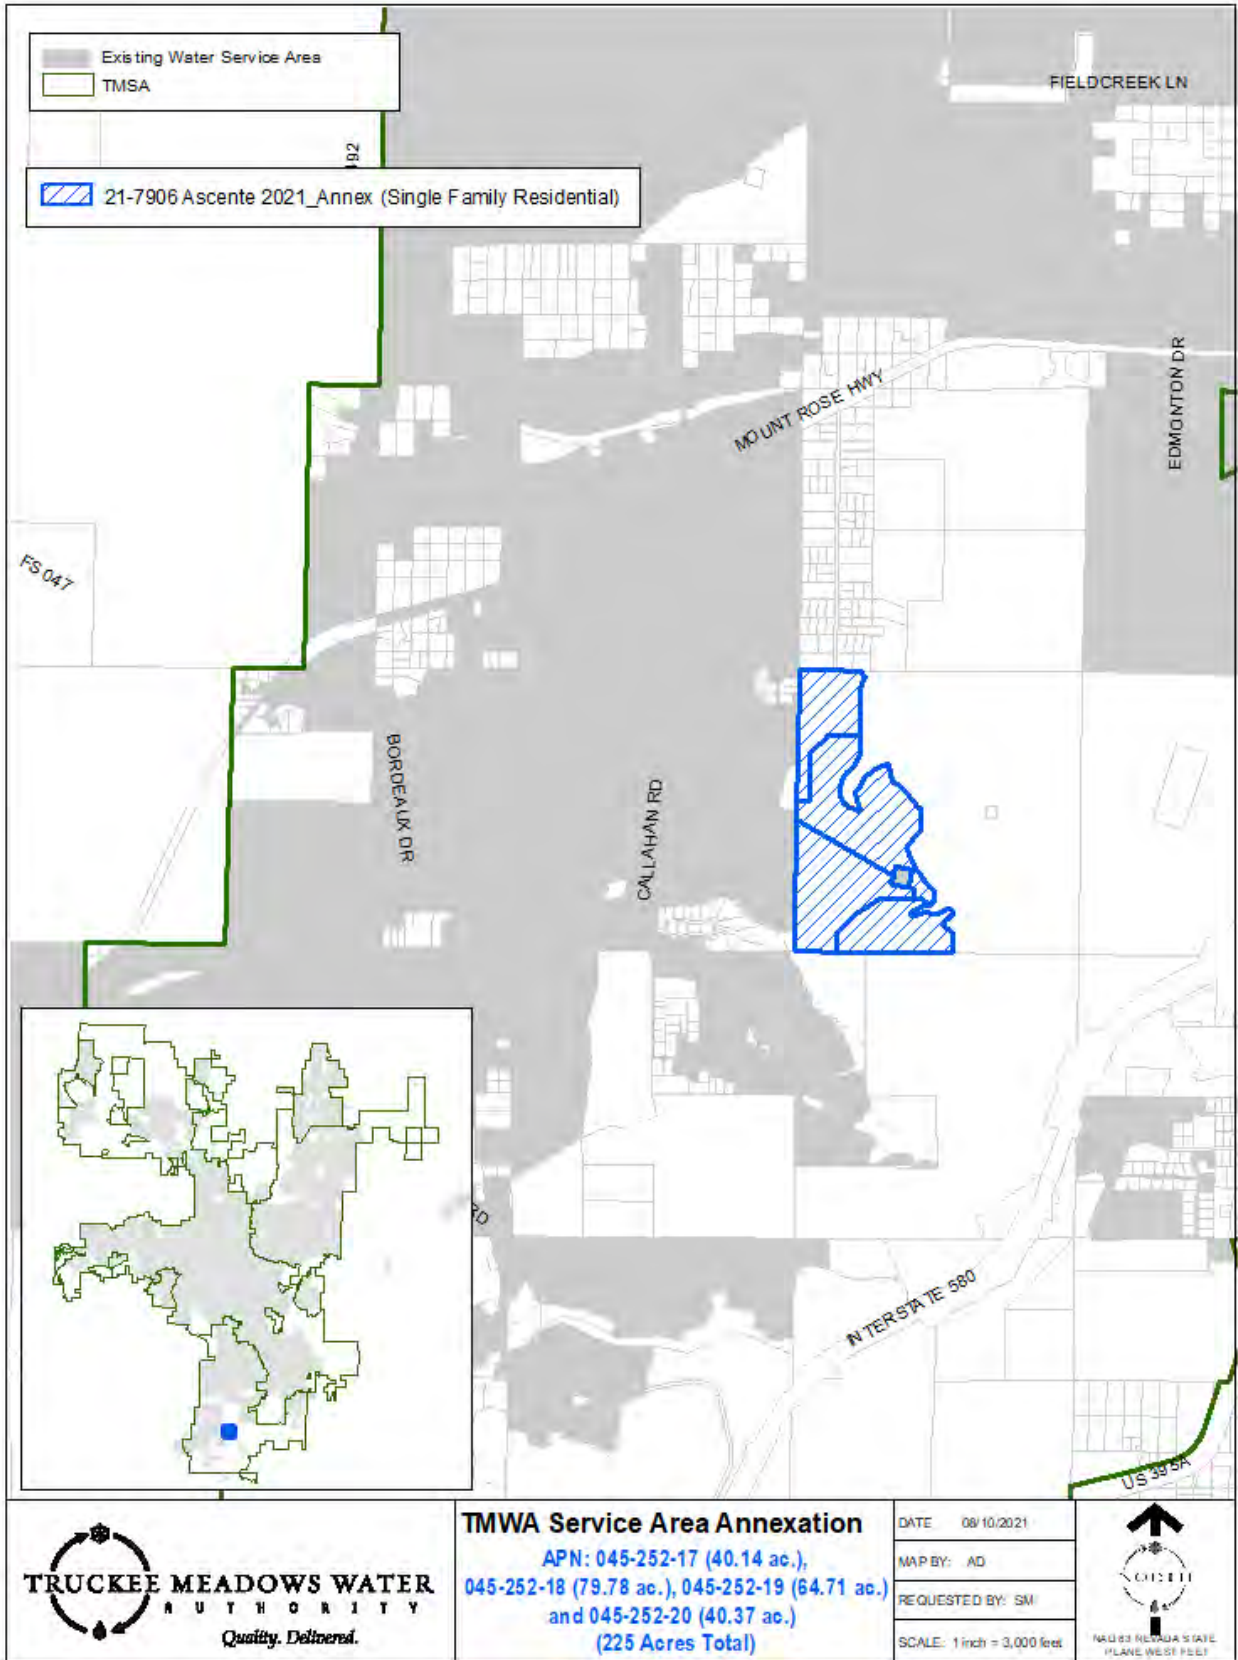 Existing Water Service Area
TMSA
FIELDCREEK LN
492
21-7906 Ascente 2021_Annex (Single Family Residential)
MOUNT ROSE HWY
EDMONTON DR
FS 047
BORDEAUX DR
CALLAHAN RD
RD
INTERSTATE 580
US 395A
TRUCKEE MEADOWS WATER
AUTHORITY
Quality. Delivered.
TMWA Service Area Annexation
APN: 045-252-17 (40.14 ac.),
045-252-18 (79.78 ac.), 045-252-19 (64.71 ac.)
and 045-252-20 (40.37 ac.)
(225 Acres Total)
DATE 08/10/2021
MAP BY: AD
REQUESTED BY: SM
SCALE: 1 inch = 3,000 feet
NORTH
NAD 83 NEVADA STATE
PLANE WEST FEET